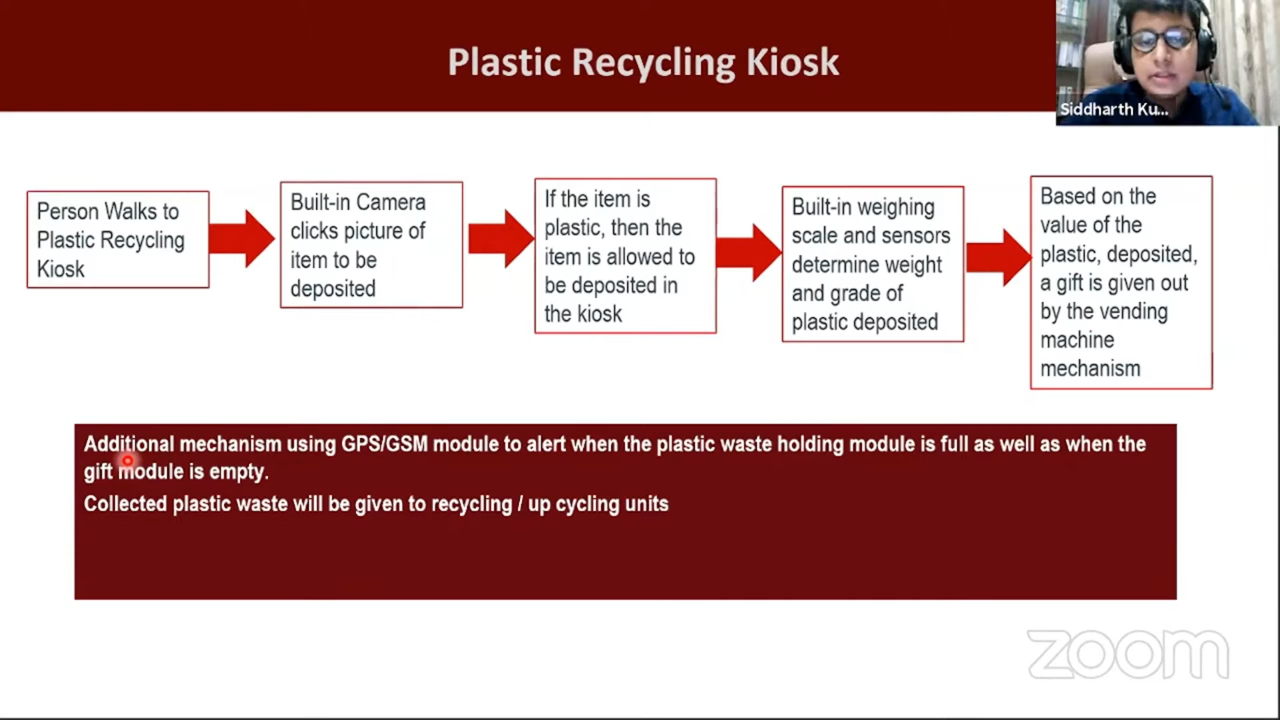 Plastic Recycling Kiosk
Siddharth Ku...
Person Walks to
Plastic Recycling
Kiosk
Built-in Camera
clicks picture of
item to be
deposited
If the item is
plastic, then the
item is allowed to
be deposited in
the kiosk
Built-in weighing
scale and sensors
determine weight
and grade of
plastic deposited
Based on the
value of the
plastic, deposited,
a gift is given out
by the vending
machine
mechanism
Additional mechanism using GPS/GSM module to alert when the plastic waste holding module is full as well as when the
gift module is empty.
Collected plastic waste will be given to recycling / up cycling units
zoom